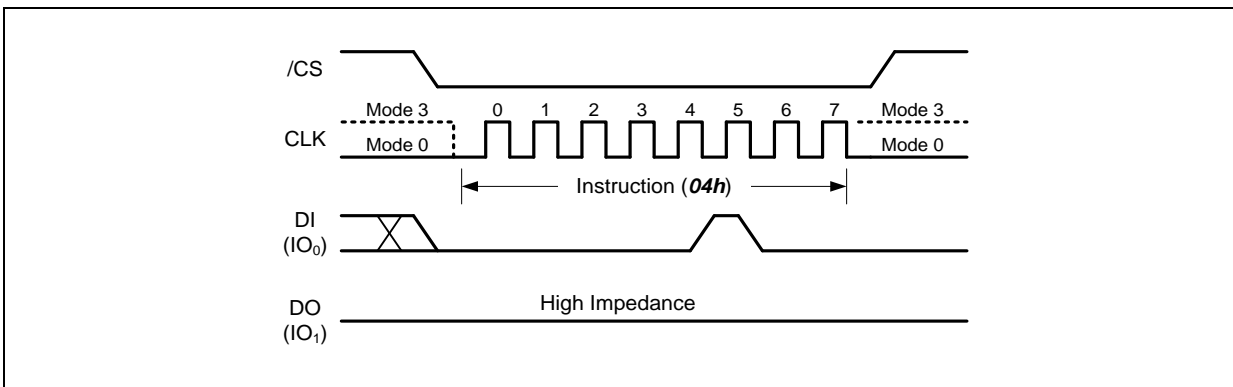 /CS
Mode 3 0 1 2 3 4 5 6 7 Mode 3
CLK Mode 0 Mode 0
Instruction (04h)
DI
(IO₀)
High Impedance
DO
(IO₁)